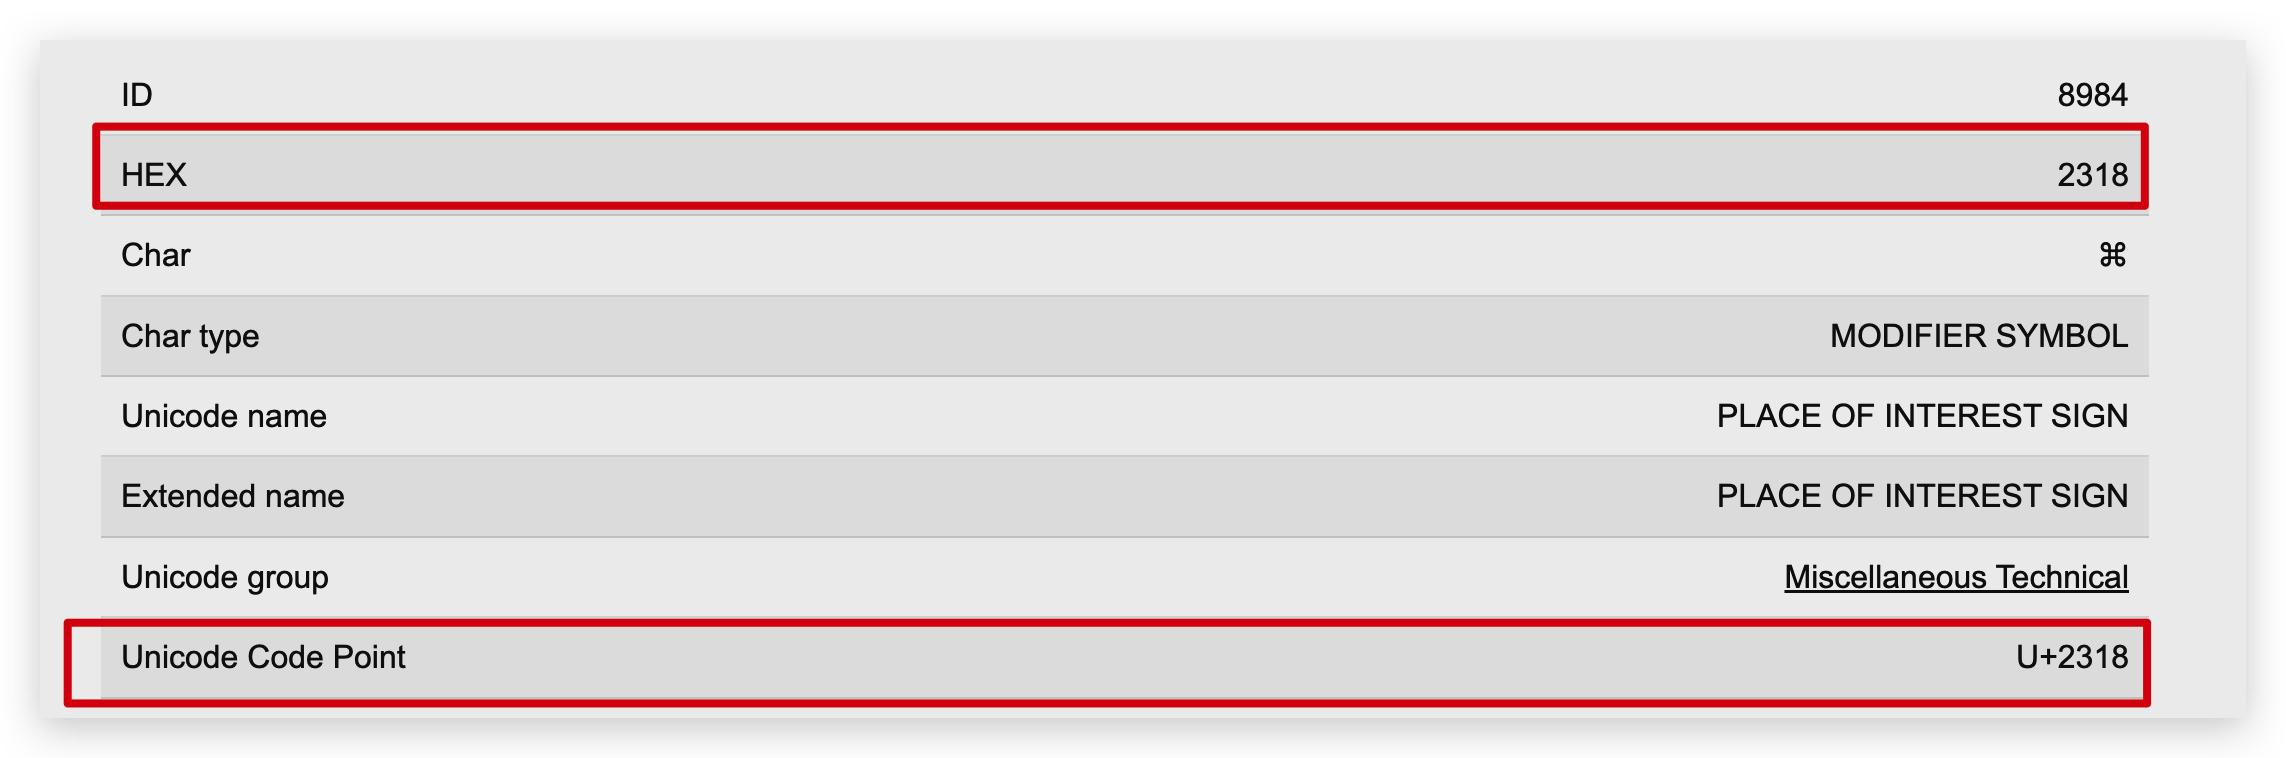 ID 8984
HEX 2318
Char ⌘
Char type MODIFIER SYMBOL
Unicode name PLACE OF INTEREST SIGN
Extended name PLACE OF INTEREST SIGN
Unicode group Miscellaneous Technical
Unicode Code Point U+2318